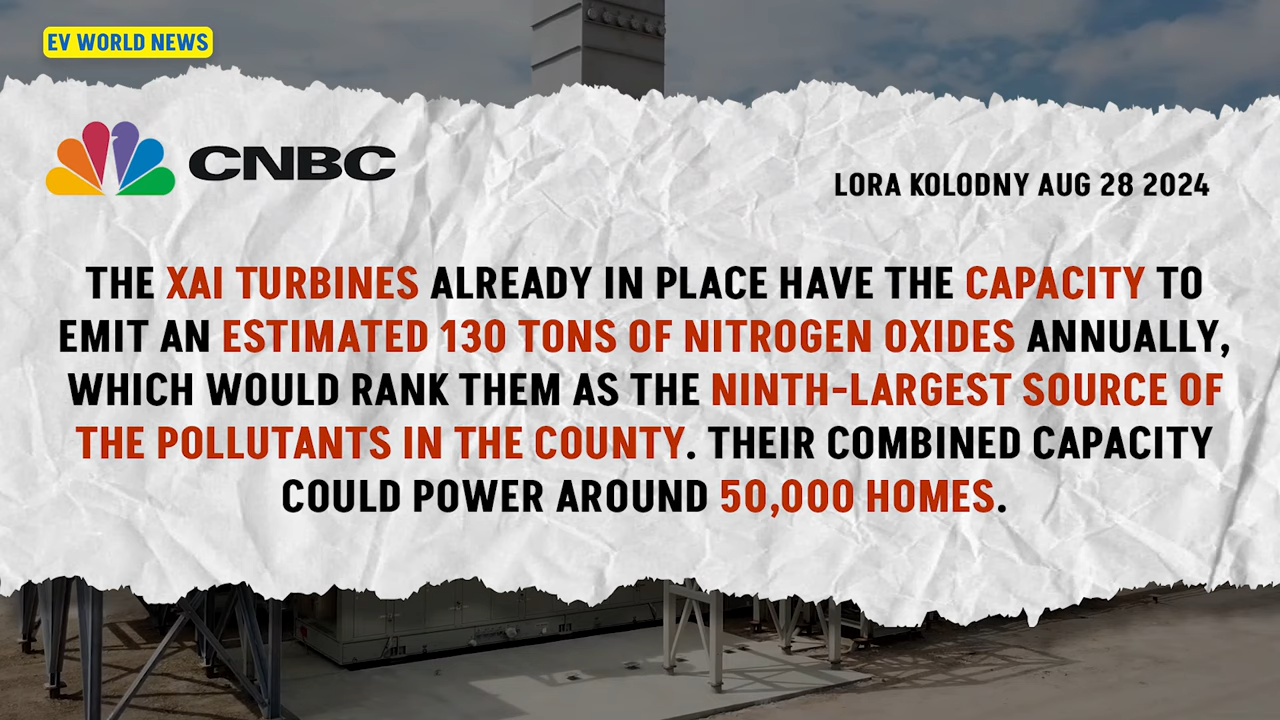 EV WORLD NEWS
CNBC
LORA KOLODNY AUG 28 2024
THE XAI TURBINES ALREADY IN PLACE HAVE THE CAPACITY TO
EMIT AN ESTIMATED 130 TONS OF NITROGEN OXIDES ANNUALLY,
WHICH WOULD RANK THEM AS THE NINTH-LARGEST SOURCE OF
THE POLLUTANTS IN THE COUNTY. THEIR COMBINED CAPACITY
COULD POWER AROUND 50,000 HOMES.